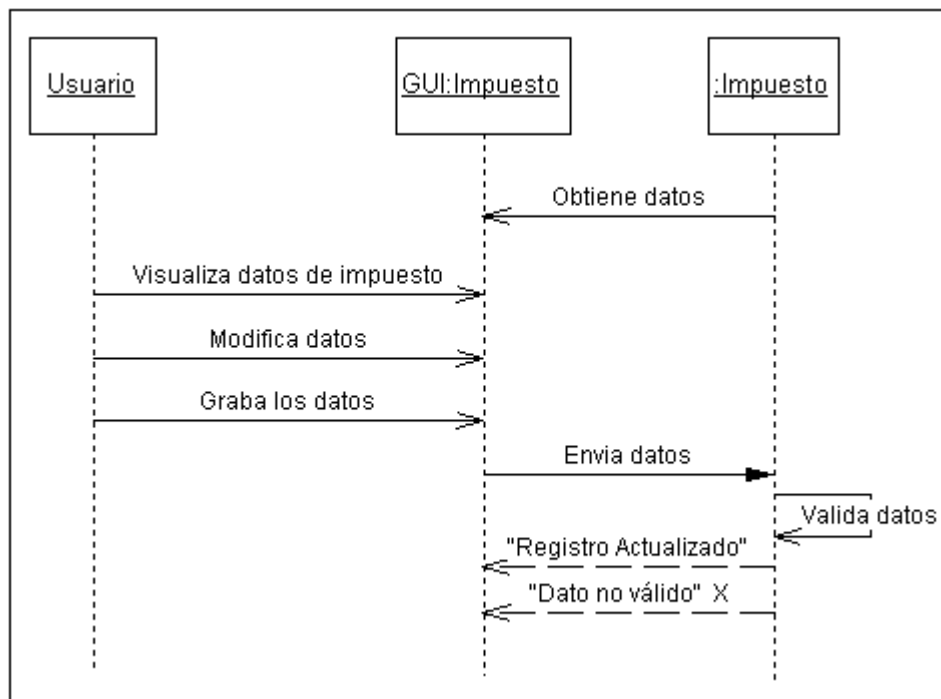 Usuario
GUI:Impuesto
:Impuesto
Obtiene datos
Visualiza datos de impuesto
Modifica datos
Graba los datos
Envia datos
Valida datos
"Registro Actualizado"
"Dato no válido" X